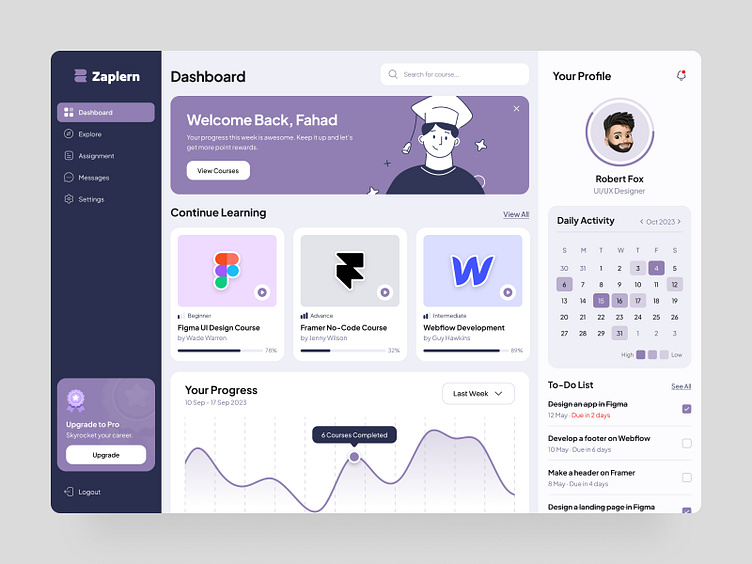 Zaplern
Dashboard
Explore
Assignment
Messages
Settings
Upgrade to Pro
Skyrocket your career.
Upgrade
Logout
Dashboard
Search for course...
Welcome Back, Fahad
Your progress this week is awesome. Keep it up and let's
get more point rewards.
View Courses
Continue Learning
View All
Beginner
Figma UI Design Course
by Wade Warren
78%
Advance
Framer No-Code Course
by Jenny Wilson
32%
Intermediate
Webflow Development
by Guy Hawkins
89%
Your Progress
10 Sep - 17 Sep 2023
Last Week
6 Courses Completed
Your Profile
Robert Fox
UI/UX Designer
Daily Activity
Oct 2023
S M T W T F S
30 31 1 2 3 4 5
6 7 8 9 10 11 12
13 14 15 16 17 18 19
20 21 22 23 24 25 26
27 28 29 30 31 1 2 3
High Low
To-Do List
See All
Design an app in Figma
12 May · Due in 2 days
Develop a footer on Webflow
10 May · Due in 6 days
Make a header on Framer
8 May · Due in 4 days
Design a landing page in Figma